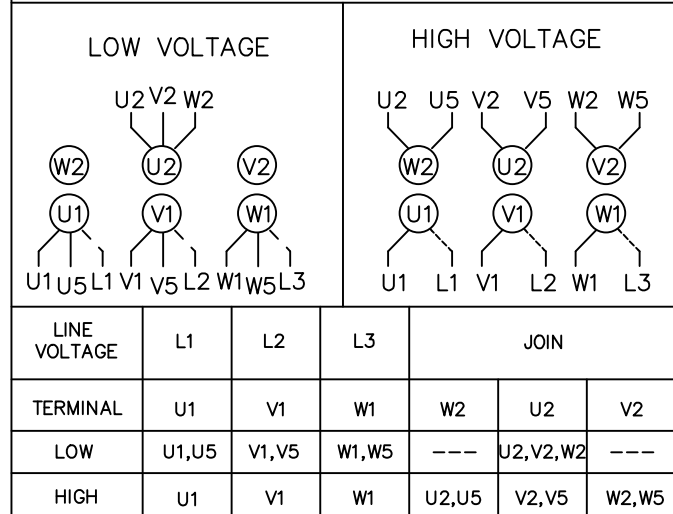 LOW VOLTAGE
U2 V2 W2
W2 U2 V2
U1 V1 W1
U1 U5 L1 V1 V5 L2 W1 W5 L3
HIGH VOLTAGE
U2 U5 V2 V5 W2 W5
W2 U2 V2
U1 V1 W1
U1 L1 V1 L2 W1 L3
LINE VOLTAGE L1 L2 L3 JOIN
TERMINAL U1 V1 W1 W2 U2 V2
LOW U1,U5 V1,V5 W1,W5 --- U2,V2,W2 ---
HIGH U1 V1 W1 U2,U5 V2,V5 W2,W5